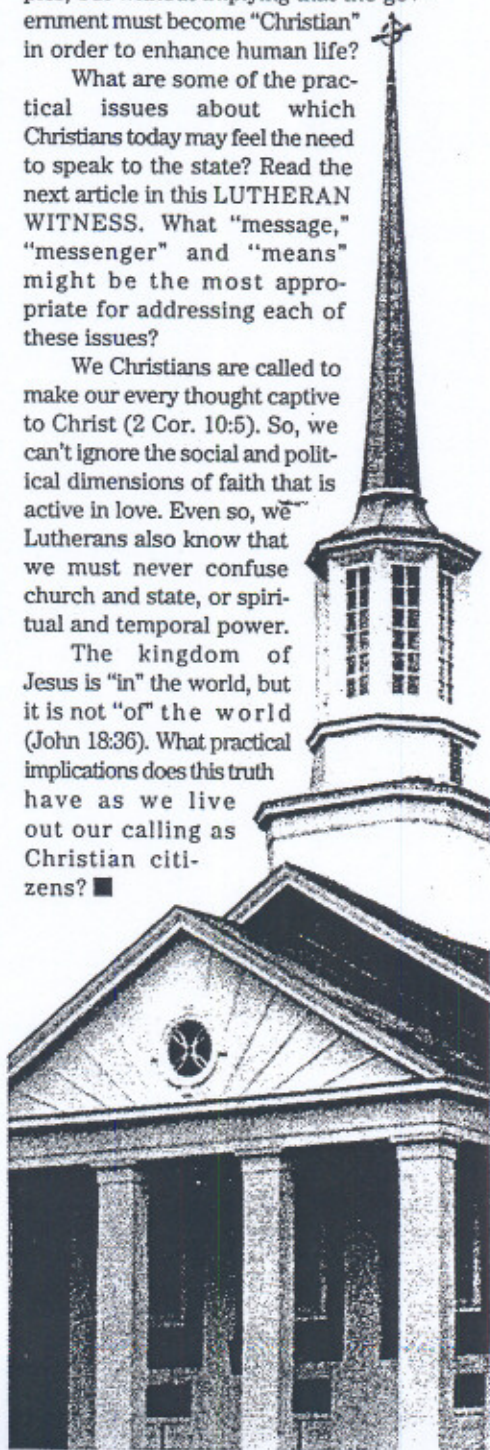 ernment must become “Christian”
in order to enhance human life?
What are some of the prac-
tical issues about which
Christians today may feel the need
to speak to the state? Read the
next article in this LUTHERAN
WITNESS. What “message,”
“messenger” and “means”
might be the most appro-
priate for addressing each of
these issues?
We Christians are called to
make our every thought captive
to Christ (2 Cor. 10:5). So, we
can't ignore the social and polit-
ical dimensions of faith that is
active in love. Even so, we
Lutherans also know that
we must never confuse
church and state, or spiri-
tual and temporal power.
The kingdom of
Jesus is “in” the world, but
it is not “of” the world
(John 18:36). What practical
implications does this truth
have as we live
out our calling as
Christian citi-
zens? ■